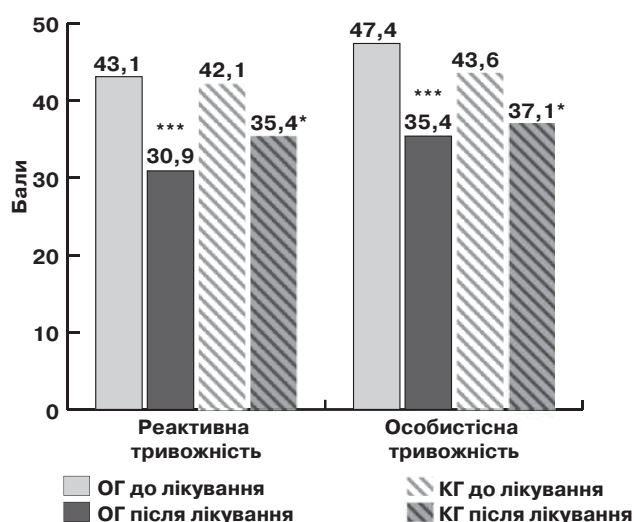 Бали
50
40
30
20
10
0
43,1
***
30,9
42,1
35,4*
47,4
***
35,4
43,6
37,1*
Реактивна
тривожність
Особистісна
тривожність
ОГ до лікування
ОГ після лікування
КГ до лікування
КГ після лікування